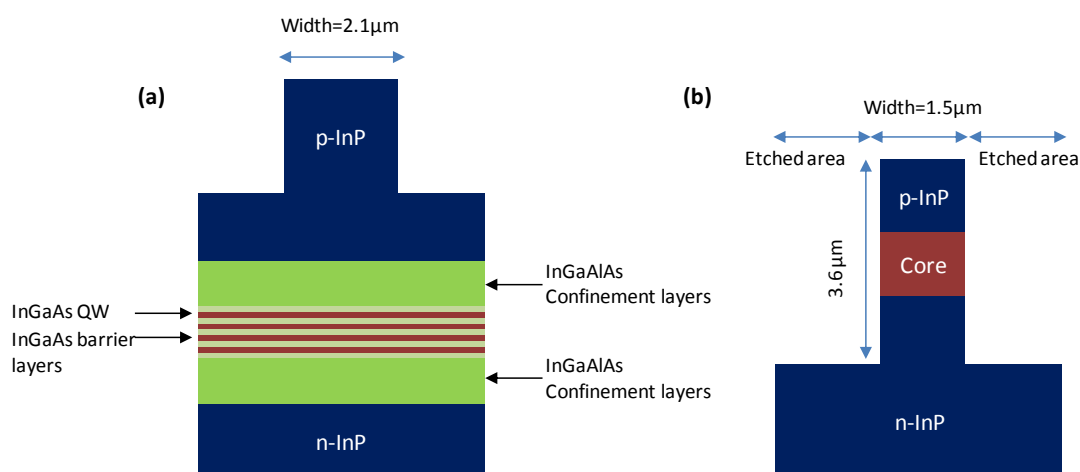 Width=2.1µm
(a)
p-InP
InGaAlAs
Confinement layers
InGaAs QW
InGaAs barrier
layers
InGaAlAs
Confinement layers
n-InP
(b)
Width=1.5µm
Etched area
Etched area
p-InP
Core
3.6µm
n-InP